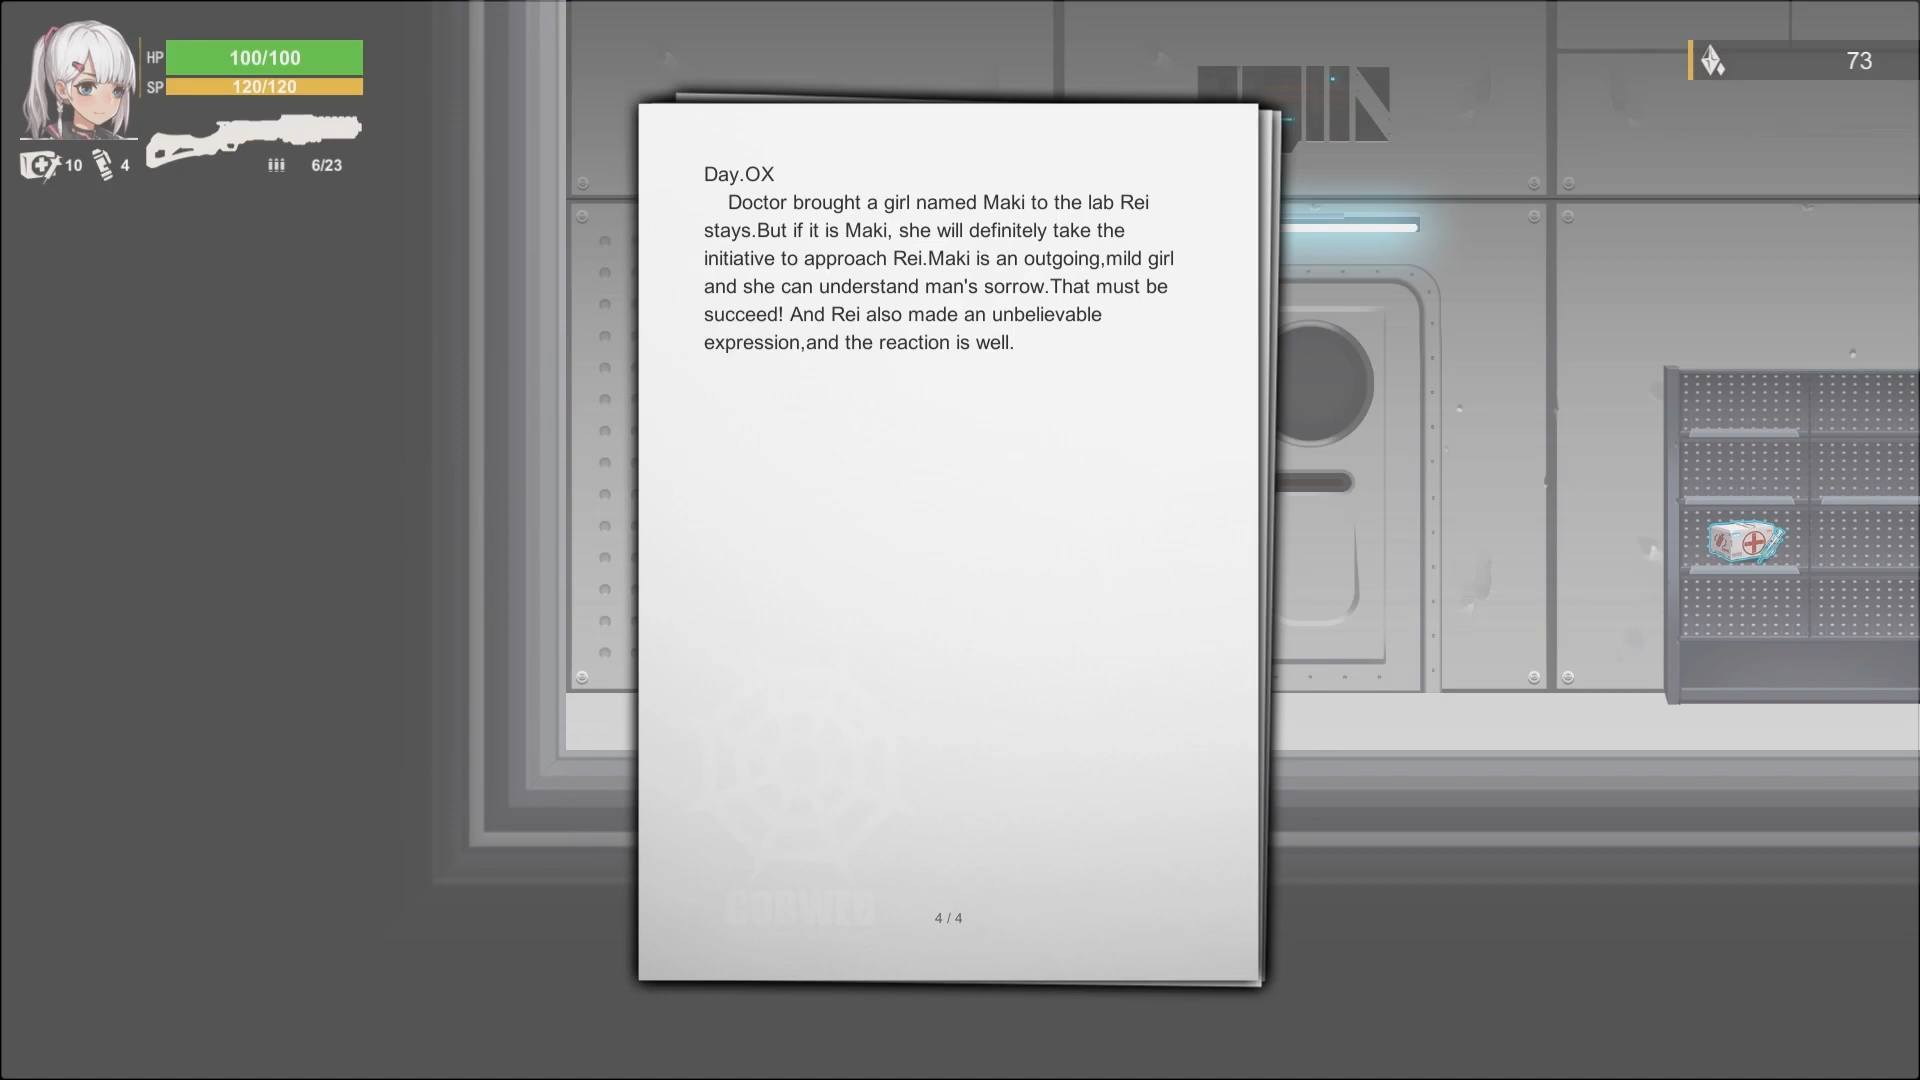 HP 100/100
SP 120/120
10 4 6/23
73
Day.OX
Doctor brought a girl named Maki to the lab Rei
stays.But if it is Maki, she will definitely take the
initiative to approach Rei.Maki is an outgoing,mild girl
and she can understand man's sorrow.That must be
succeed! And Rei also made an unbelievable
expression,and the reaction is well.
COBWEB
4 / 4